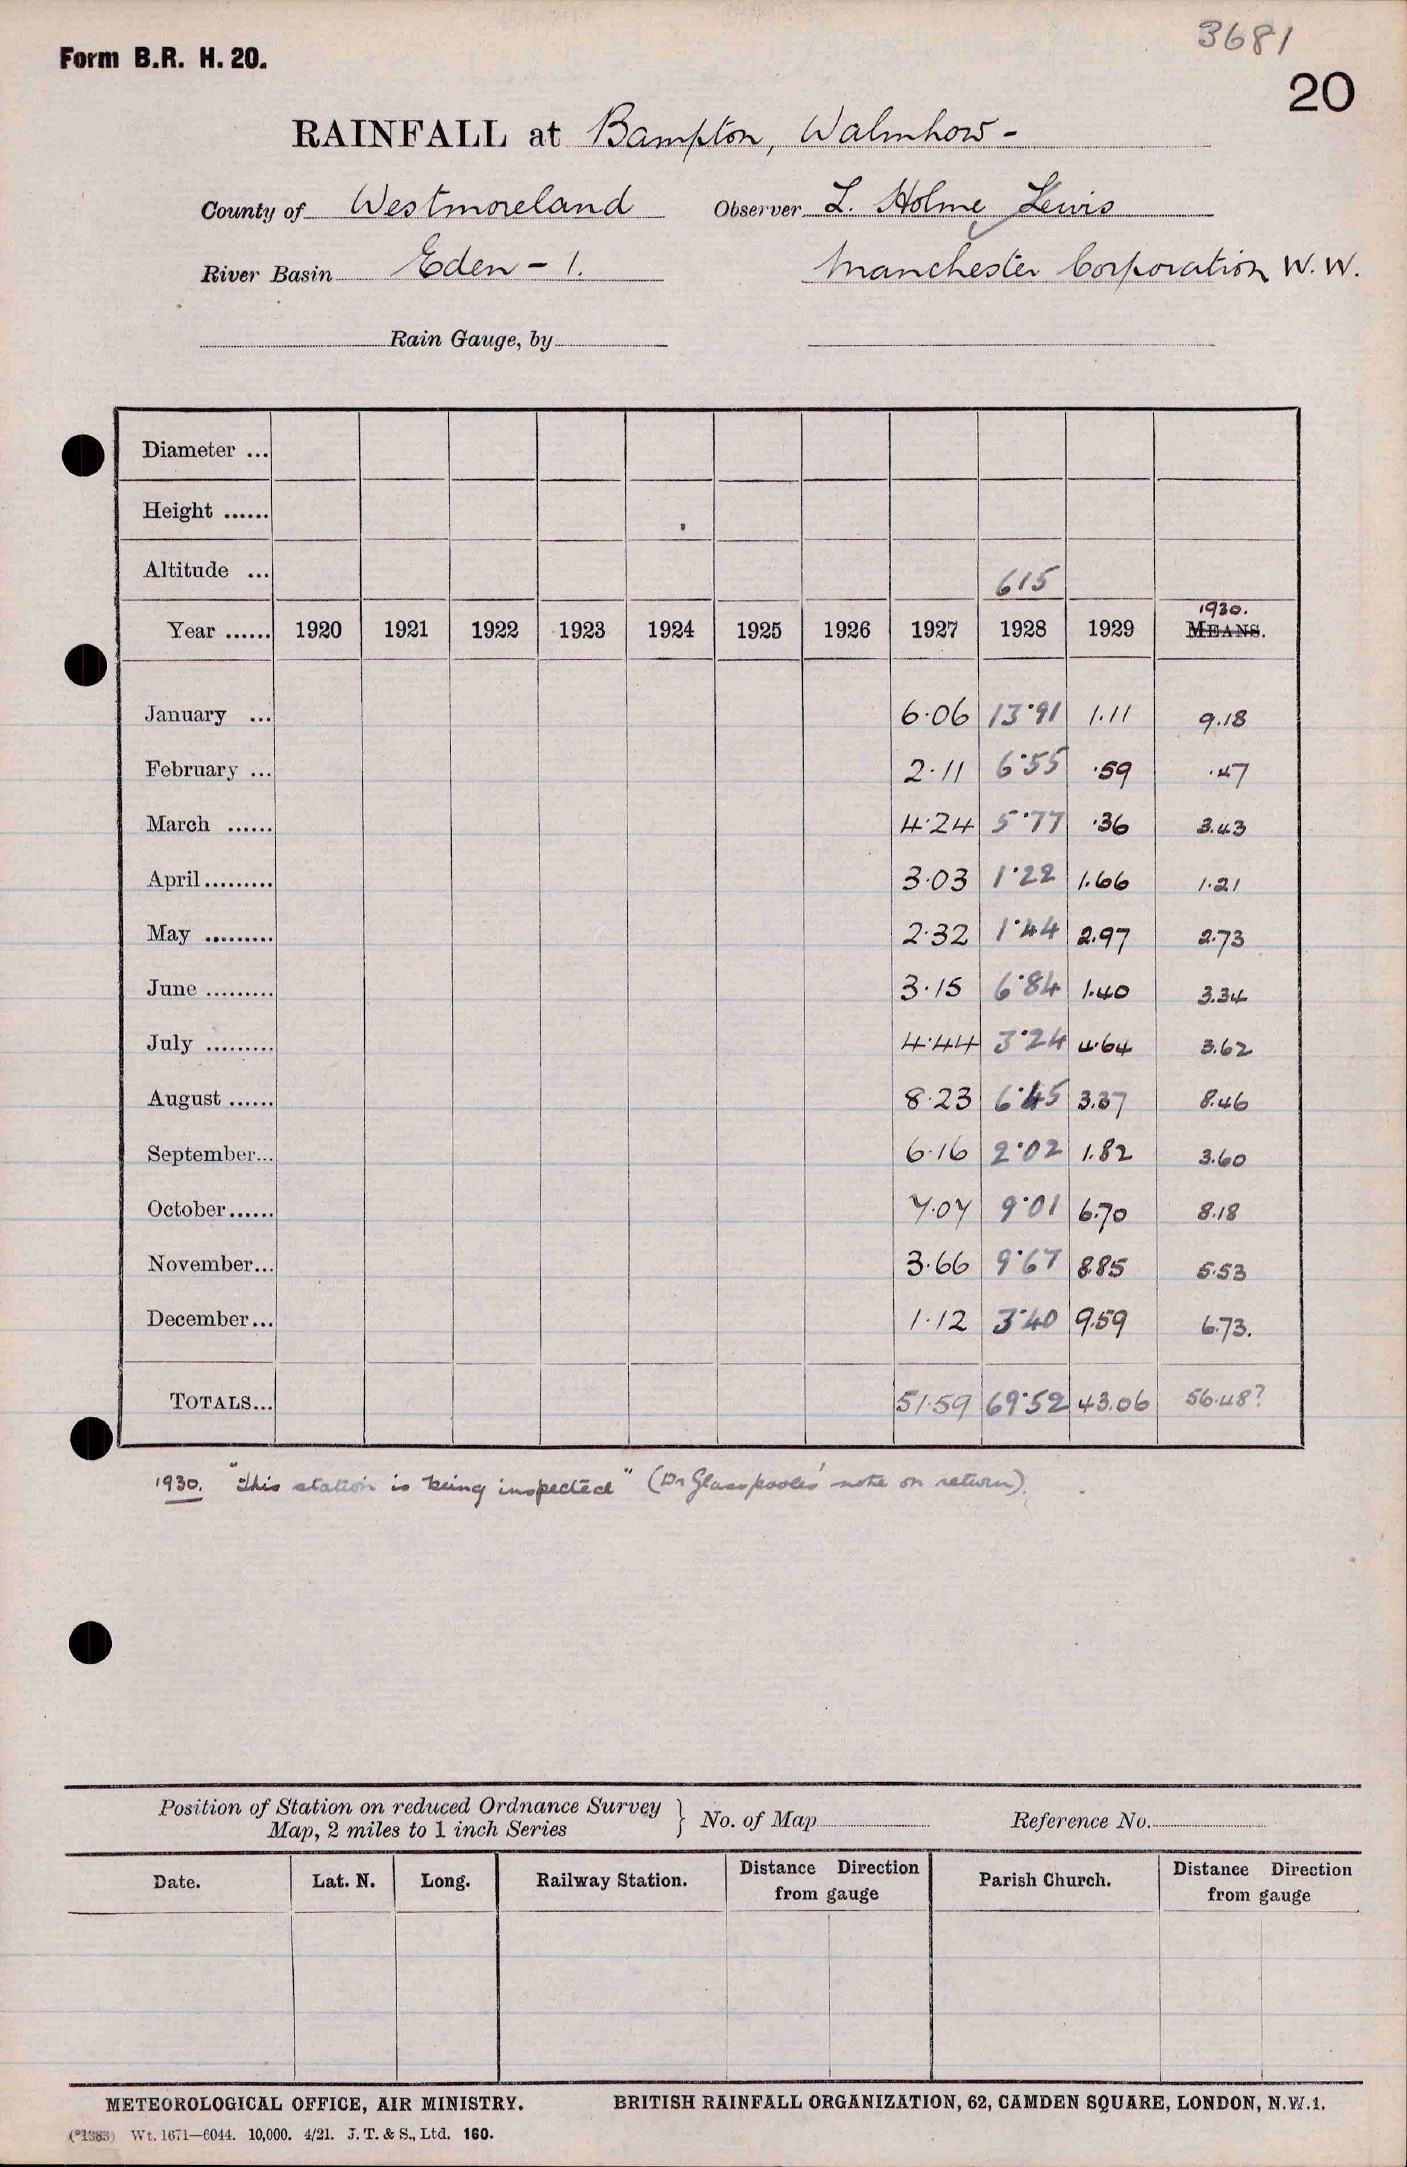 3681
Form B.R. H. 20.
20
RAINFALL at Bampton, Walmhow -
County of Westmoreland Observer L. Holme Lewis
River Basin Eden - 1. Manchester Corporation W. W.
Rain Gauge, by
Diameter ...
Height ......
Altitude ... 615
1930.
Year ...... 1920 1921 1922 1923 1924 1925 1926 1927 1928 1929 MEANS.
January ... 6.06 13.91 1.11 9.18
February ... 2.11 6.55 .59 .47
March ...... 4.24 5.77 .36 3.43
April ......... 3.03 1.22 1.66 1.21
May ......... 2.32 1.44 2.97 2.73
June ......... 3.15 6.84 1.40 3.34
July ......... 4.44 3.24 4.64 3.62
August ...... 8.23 6.45 3.37 8.46
September... 6.16 2.02 1.82 3.60
October ...... 7.07 9.01 6.70 8.18
November... 3.66 9.67 8.85 5.53
December... 1.12 3.40 9.59 6.73.
TOTALS... 51.59 69.52 43.06 56.48?
1930. "This station is being inspected" (Dr Glasspooles' note on return).
Position of Station on reduced Ordnance Survey
Map, 2 miles to 1 inch Series } No. of Map Reference No.
Date. Lat. N. Long. Railway Station. Distance Direction from gauge Parish Church. Distance Direction from gauge
METEOROLOGICAL OFFICE, AIR MINISTRY. BRITISH RAINFALL ORGANIZATION, 62, CAMDEN SQUARE, LONDON, N.W.1.
(*1383) Wt. 1671—6044. 10,000. 4/21. J. T. & S., Ltd. 160.